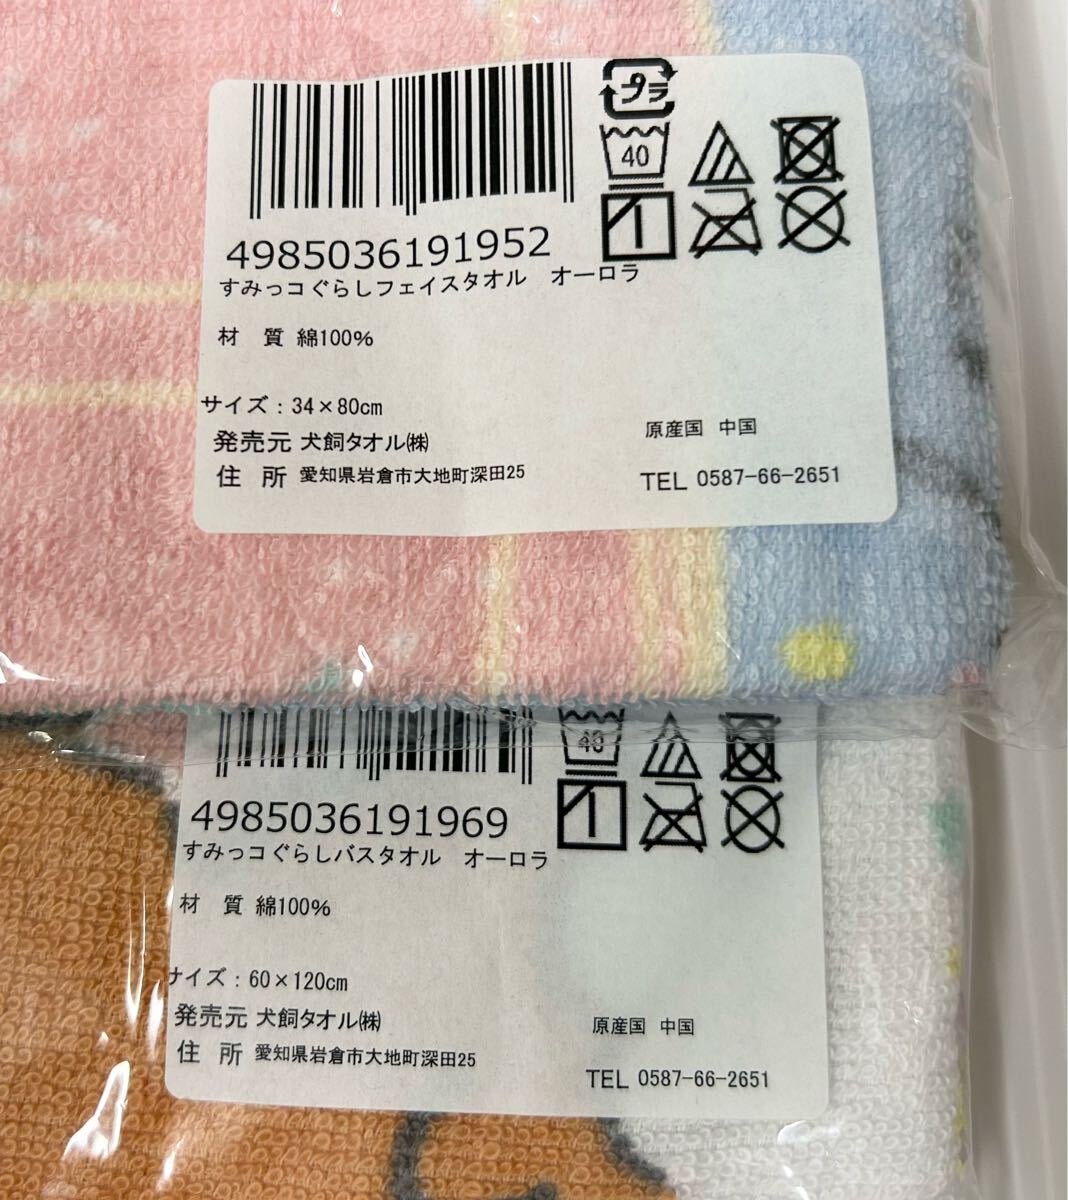 プラ
40
4985036191952
すみっコぐらしフェイスタオル　オーロラ
材　質 綿100%
サイズ：34×80cm
発売元 犬飼タオル㈱
原産国　中国
住　所 愛知県岩倉市大地町深田25
TEL 0587-66-2651
40
4985036191969
すみっコぐらしバスタオル　オーロラ
材　質 綿100%
サイズ：60×120cm
発売元 犬飼タオル㈱
原産国　中国
住　所 愛知県岩倉市大地町深田25
TEL 0587-66-2651